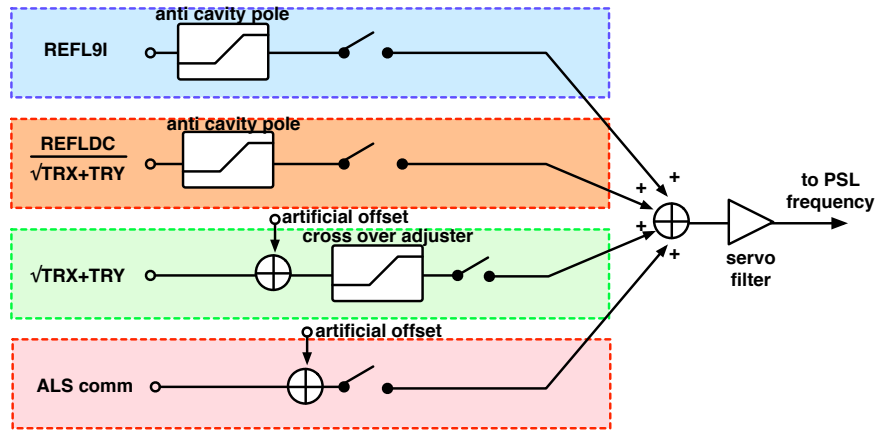 anti cavity pole
REFL9I
anti cavity pole
REFLDC
√TRX+TRY
artificial offset
cross over adjuster
√TRX+TRY
artificial offset
ALS comm
+
+
+
+
to PSL
frequency
servo
filter